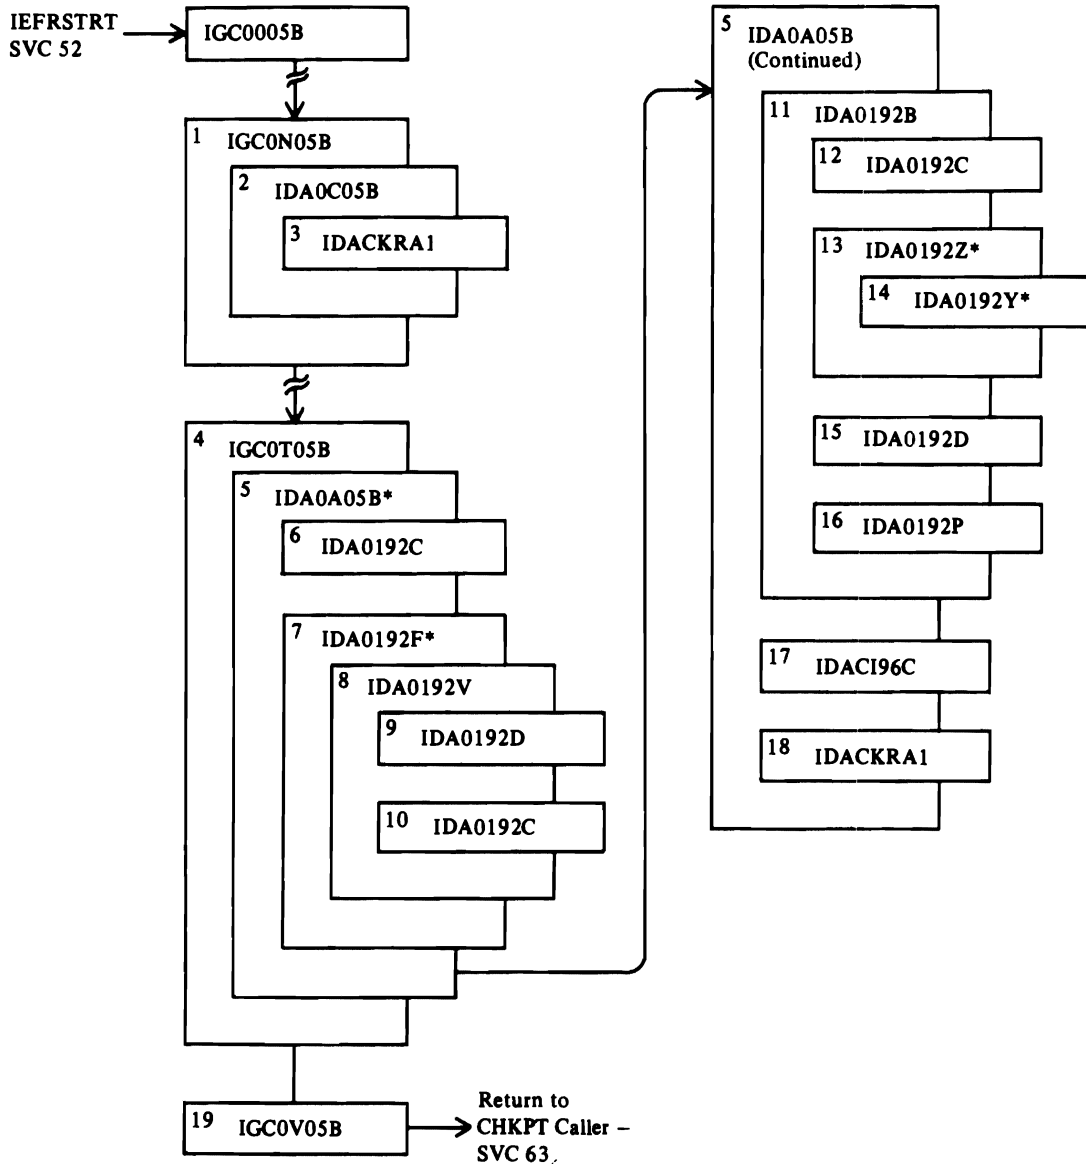 IEFRSTRT
SVC 52
IGC0005B
1 IGC0N05B
2 IDA0C05B
3 IDACKRA1
4 IGC0T05B
5 IDA0A05B*
6 IDA0192C
7 IDA0192F*
8 IDA0192V
9 IDA0192D
10 IDA0192C
5 IDA0A05B
(Continued)
11 IDA0192B
12 IDA0192C
13 IDA0192Z*
14 IDA0192Y*
15 IDA0192D
16 IDA0192P
17 IDACI96C
18 IDACKRA1
19 IGC0V05B
Return to
CHKPT Caller –
SVC 63